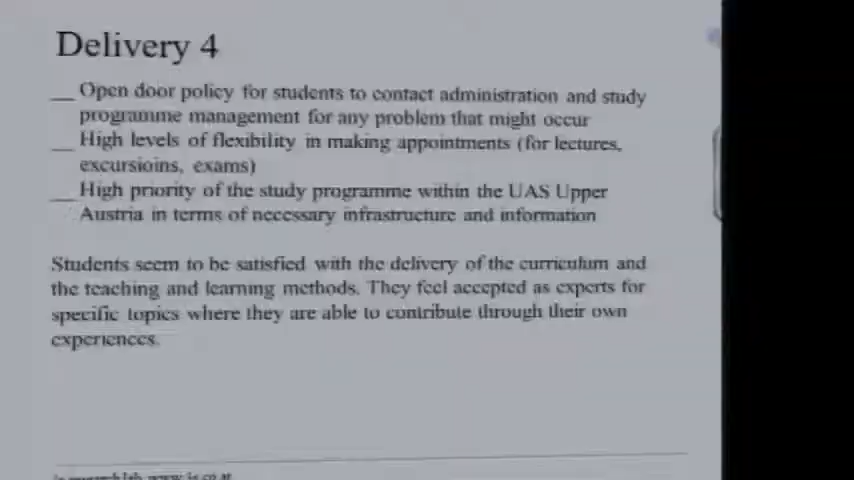 Delivery 4
__ Open door policy for students to contact administration and study
programme management for any problem that might occur
__ High levels of flexibility in making appointments (for lectures,
excursioins, exams)
__ High priority of the study programme within the UAS Upper
Austria in terms of necessary infrastructure and information
Students seem to be satisfied with the delivery of the curriculum and
the teaching and learning methods. They feel accepted as experts for
specific topics where they are able to contribute through their own
experiences.